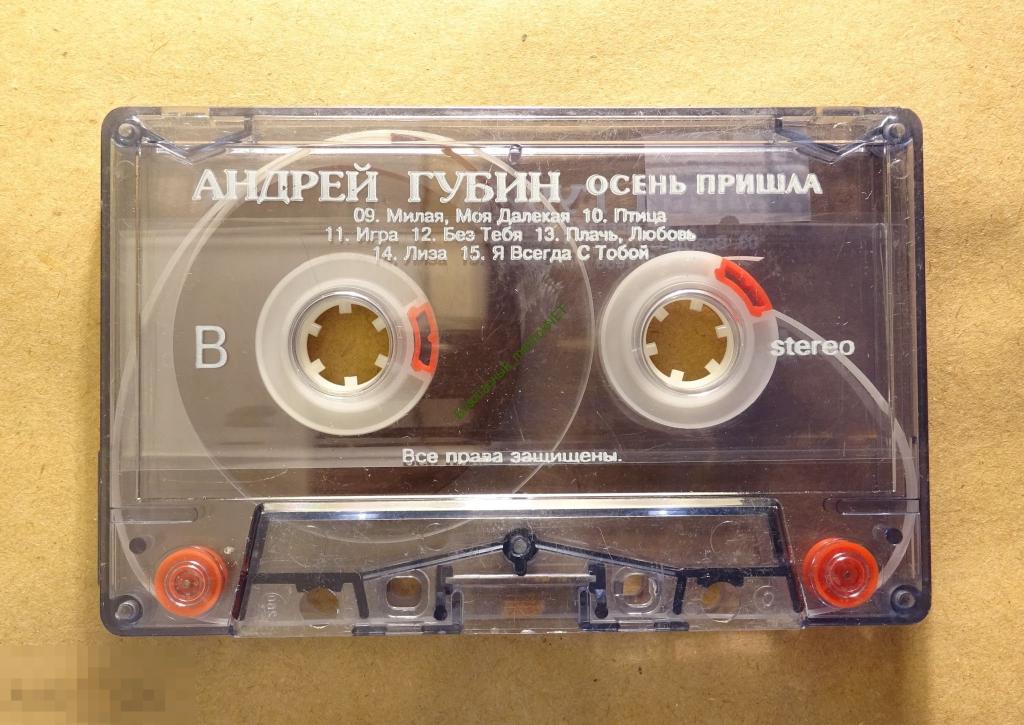 АНДРЕЙ ГУБИН ОСЕНЬ ПРИШЛА
09. Милая, Моя Далекая 10. Птица
11. Игра 12. Без Тебя 13. Плачь, Любовь
14. Лиза 15. Я Всегда С Тобой
B
stereo
Все права защищены.